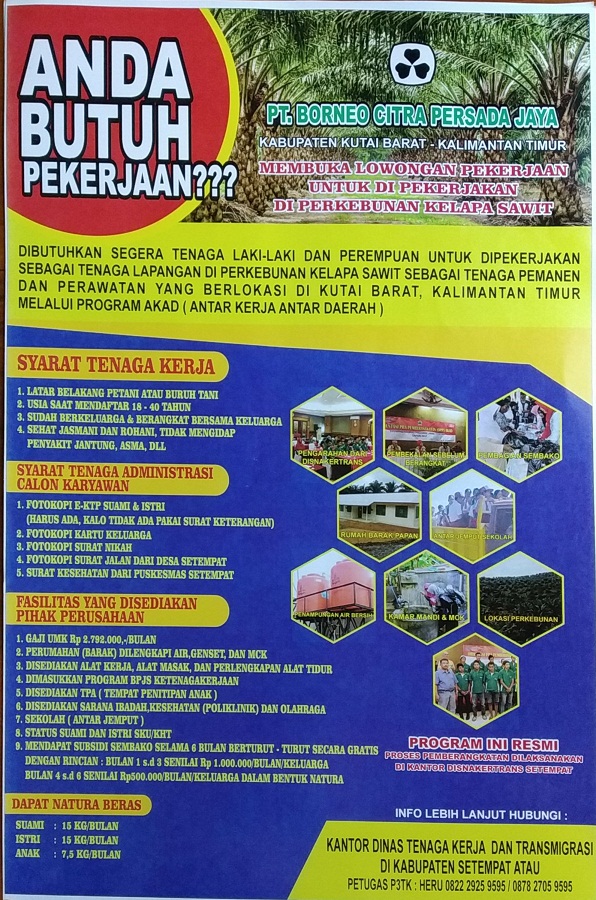 ANDA
BUTUH
PEKERJAAN???
PT. BORNEO CITRA PERSADA JAYA
KABUPATEN KUTAI BARAT - KALIMANTAN TIMUR
MEMBUKA LOWONGAN PEKERJAAN
UNTUK DI PEKERJAKAN
DI PERKEBUNAN KELAPA SAWIT
DIBUTUHKAN SEGERA TENAGA LAKI-LAKI DAN PEREMPUAN UNTUK DIPEKERJAKAN
SEBAGAI TENAGA LAPANGAN DI PERKEBUNAN KELAPA SAWIT SEBAGAI TENAGA PEMANEN
DAN PERAWATAN YANG BERLOKASI DI KUTAI BARAT, KALIMANTAN TIMUR
MELALUI PROGRAM AKAD ( ANTAR KERJA ANTAR DAERAH )
SYARAT TENAGA KERJA
1. LATAR BELAKANG PETANI ATAU BURUH TANI
2. USIA SAAT MENDAFTAR 18 - 40 TAHUN
3. SUDAH BERKELUARGA & BERANGKAT BERSAMA KELUARGA
4. SEHAT JASMANI DAN ROHANI, TIDAK MENGIDAP
PENYAKIT JANTUNG, ASMA, DLL
SYARAT TENAGA ADMINISTRASI
CALON KARYAWAN
1. FOTOKOPI E-KTP SUAMI & ISTRI
(HARUS ADA, KALO TIDAK ADA PAKAI SURAT KETERANGAN)
2. FOTOKOPI KARTU KELUARGA
3. FOTOKOPI SURAT NIKAH
4. FOTOKOPI SURAT JALAN DARI DESA SETEMPAT
5. SURAT KESEHATAN DARI PUSKESMAS SETEMPAT
FASILITAS YANG DISEDIAKAN
PIHAK PERUSAHAAN
1. GAJI UMK Rp 2.792.000,-/BULAN
2. PERUMAHAN (BARAK) DILENGKAPI AIR,GENSET, DAN MCK
3. DISEDIAKAN ALAT KERJA, ALAT MASAK, DAN PERLENGKAPAN ALAT TIDUR
4. DIMASUKKAN PROGRAM BPJS KETENAGAKERJAAN
5. DISEDIAKAN TPA ( TEMPAT PENITIPAN ANAK )
6. DISEDIAKAN SARANA IBADAH,KESEHATAN (POLIKLINIK) DAN OLAHRAGA
7. SEKOLAH ( ANTAR JEMPUT )
8. STATUS SUAMI DAN ISTRI SKU/KHT
9. MENDAPAT SUBSIDI SEMBAKO SELAMA 6 BULAN BERTURUT - TURUT SECARA GRATIS
DENGAN RINCIAN : BULAN 1 s.d 3 SENILAI Rp 1.000.000/BULAN/KELUARGA
BULAN 4 s.d 6 SENILAI Rp500.000/BULAN/KELUARGA DALAM BENTUK NATURA
DAPAT NATURA BERAS
SUAMI : 15 KG/BULAN
ISTRI : 15 KG/BULAN
ANAK : 7,5 KG/BULAN
PENGARAHAN DARI
DISNAKERTRANS
PEMBEKALAN SEBELUM
BERANGKAT
PEMBAGIAN SEMBAKO
RUMAH BARAK PAPAN
ANTAR JEMPUT SEKOLAH
PENAMPUNGAN AIR BERSIH
KAMAR MANDI & MCK
LOKASI PERKEBUNAN
PROGRAM INI RESMI
PROSES PEMBERANGKATAN DILAKSANAKAN
DI KANTOR DISNAKERTRANS SETEMPAT
INFO LEBIH LANJUT HUBUNGI :
KANTOR DINAS TENAGA KERJA DAN TRANSMIGRASI
DI KABUPATEN SETEMPAT ATAU
PETUGAS P3TK : HERU 0822 2925 9595 / 0878 2705 9595